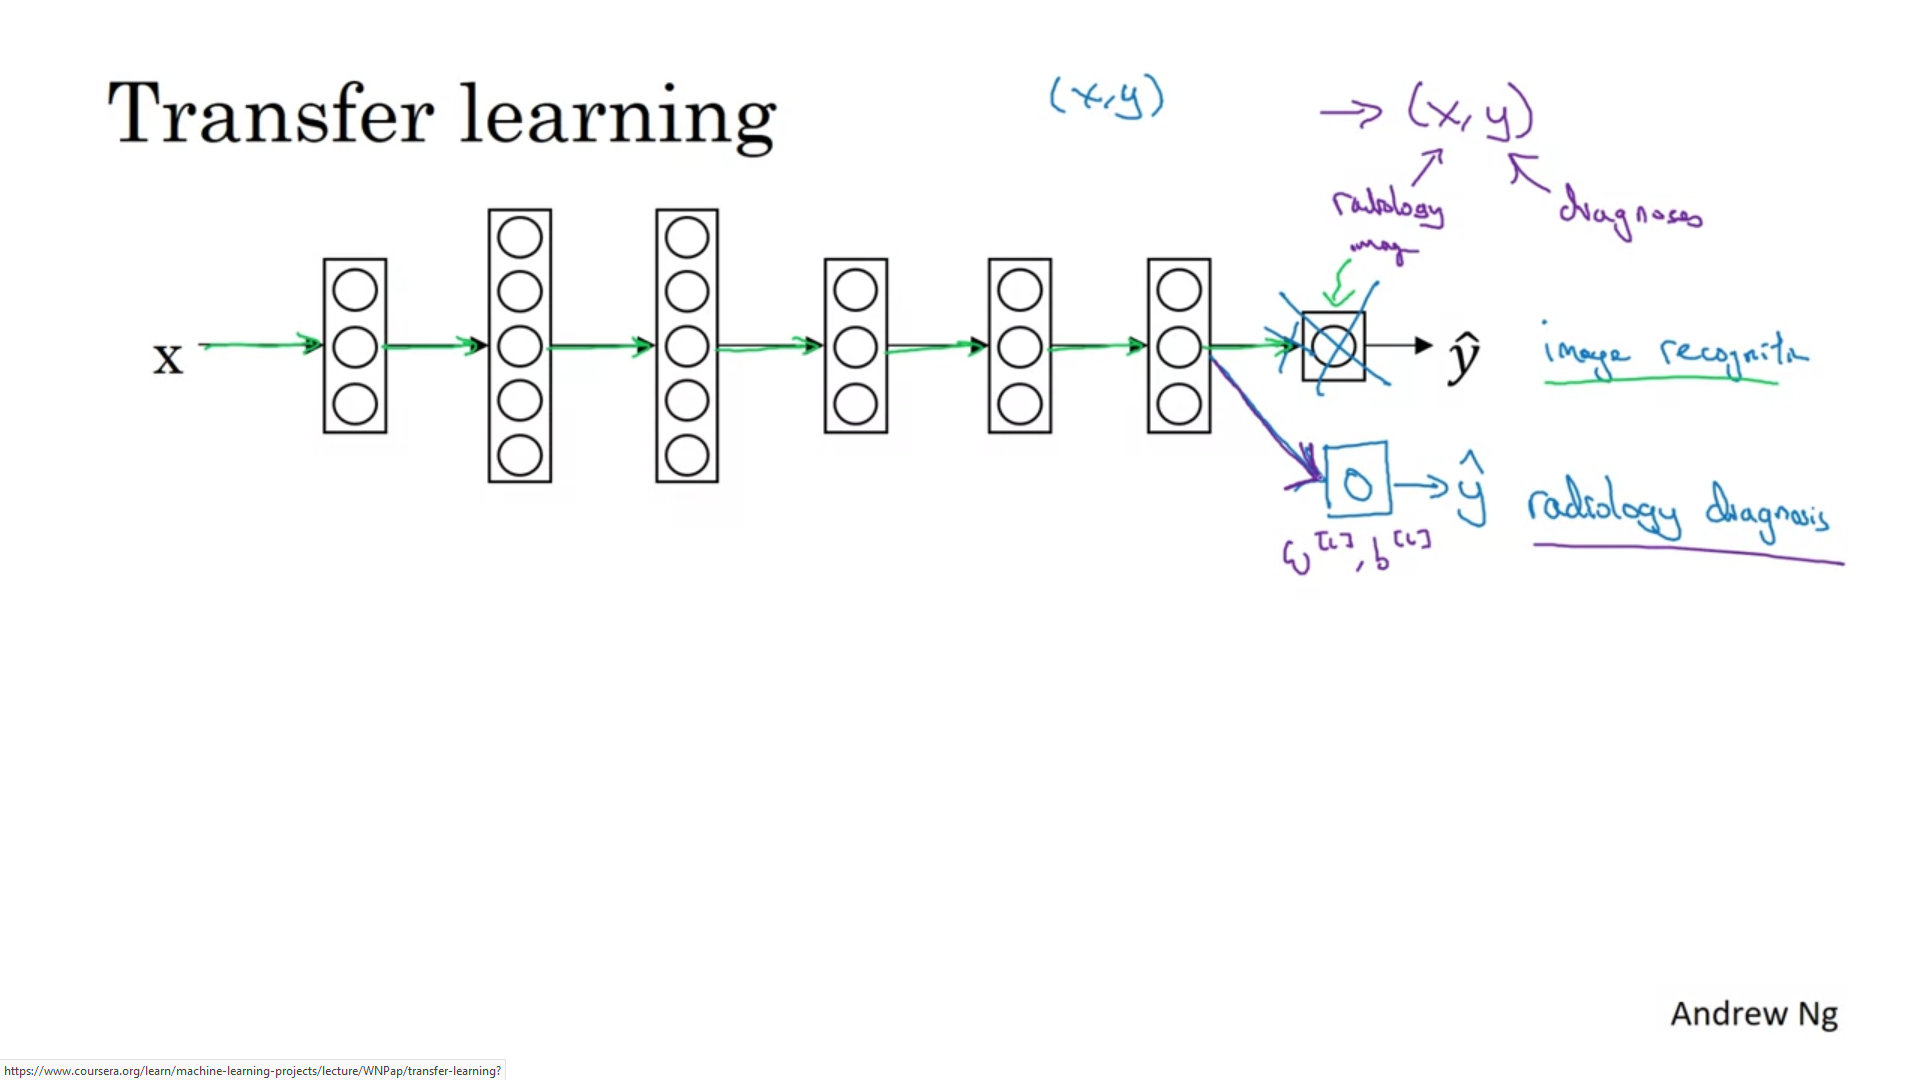 Transfer learning
(x,y)
→ (x,y)
radiology
diagnoses
x
ŷ
image
ŷ
radiology diagnosis
ω[L], b[L]
Andrew Ng
https://www.coursera.org/learn/machine-learning-projects/lecture/WNPap/transfer-learning?